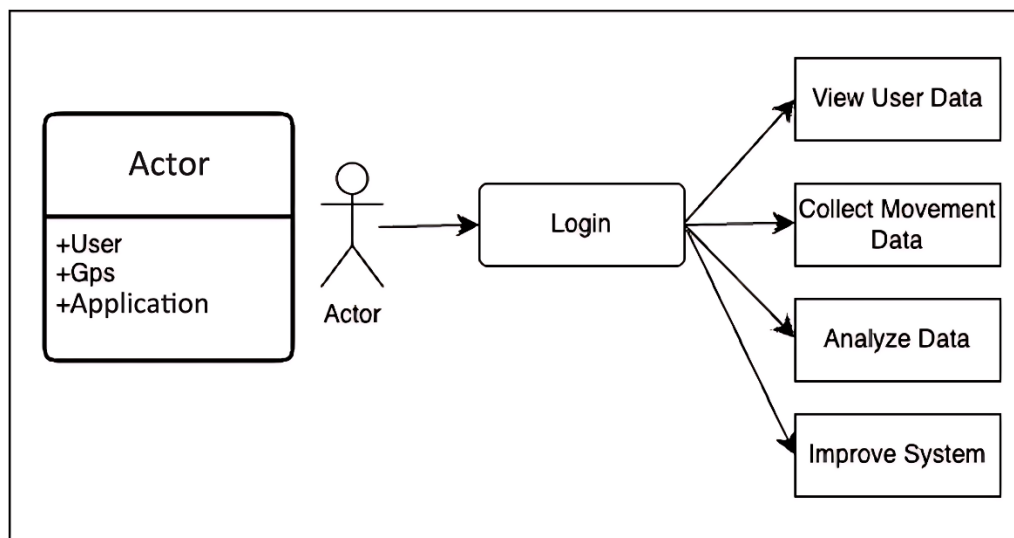 Actor
+User
+Gps
+Application
Actor
Login
View User Data
Collect Movement
Data
Analyze Data
Improve System